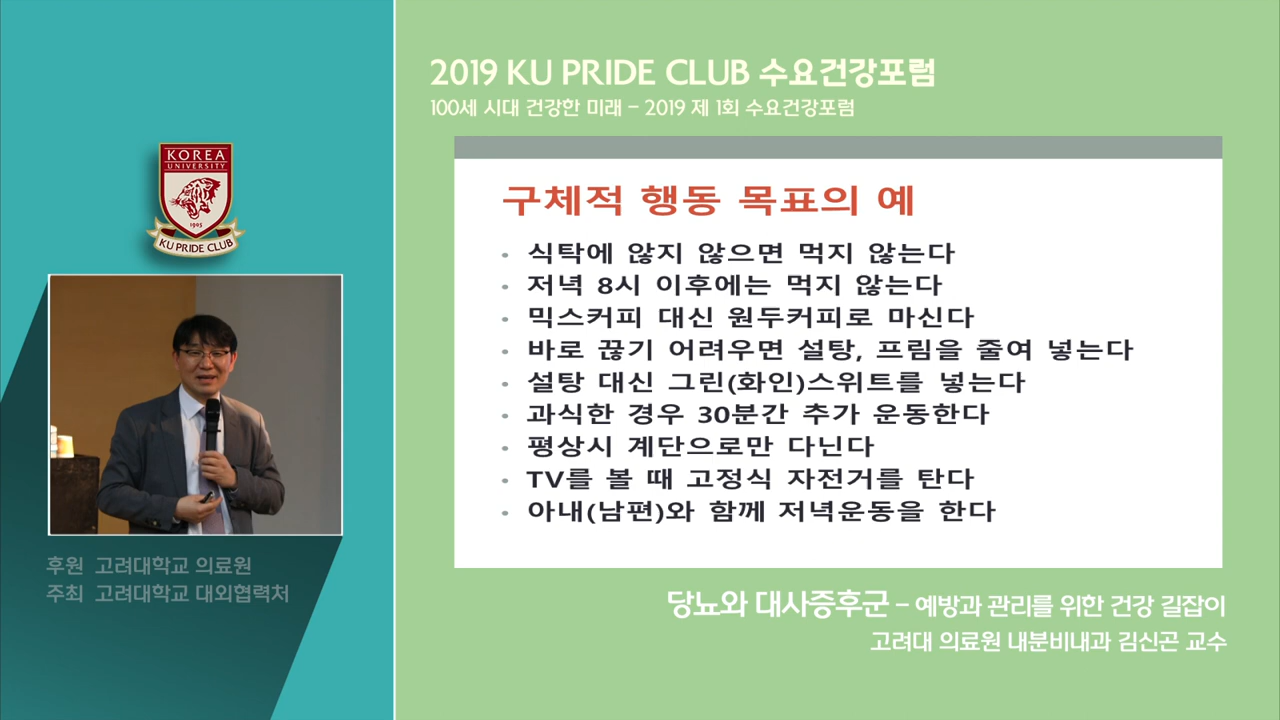 2019 KU PRIDE CLUB 수요건강포럼
100세 시대 건강한 미래 – 2019 제 1회 수요건강포럼
KOREA
UNIVERSITY
1905
KU PRIDE CLUB
구체적 행동 목표의 예
• 식탁에 않지 않으면 먹지 않는다
• 저녁 8시 이후에는 먹지 않는다
• 믹스커피 대신 원두커피로 마신다
• 바로 끊기 어려우면 설탕, 프림을 줄여 넣는다
• 설탕 대신 그린(화인)스위트를 넣는다
• 과식한 경우 30분간 추가 운동한다
• 평상시 계단으로만 다닌다
• TV를 볼 때 고정식 자전거를 탄다
• 아내(남편)와 함께 저녁운동을 한다
후원 고려대학교 의료원
주최 고려대학교 대외협력처
당뇨와 대사증후군 – 예방과 관리를 위한 건강 길잡이
고려대 의료원 내분비내과 김신곤 교수